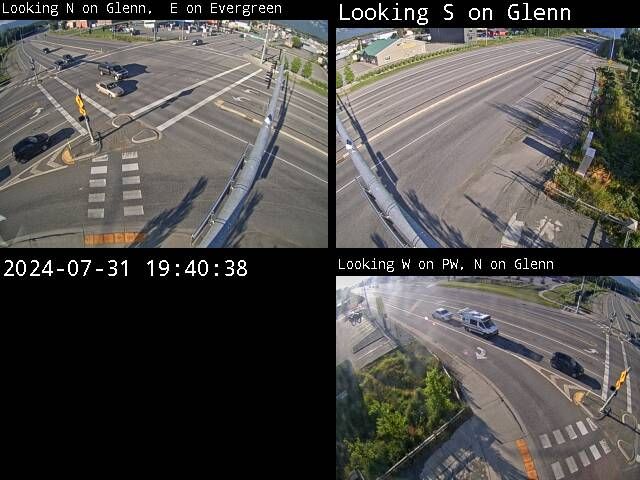 Looking N on Glenn, E on Evergreen
Looking S on Glenn
2024-07-31 19:40:38
Looking W on PW, N on Glenn